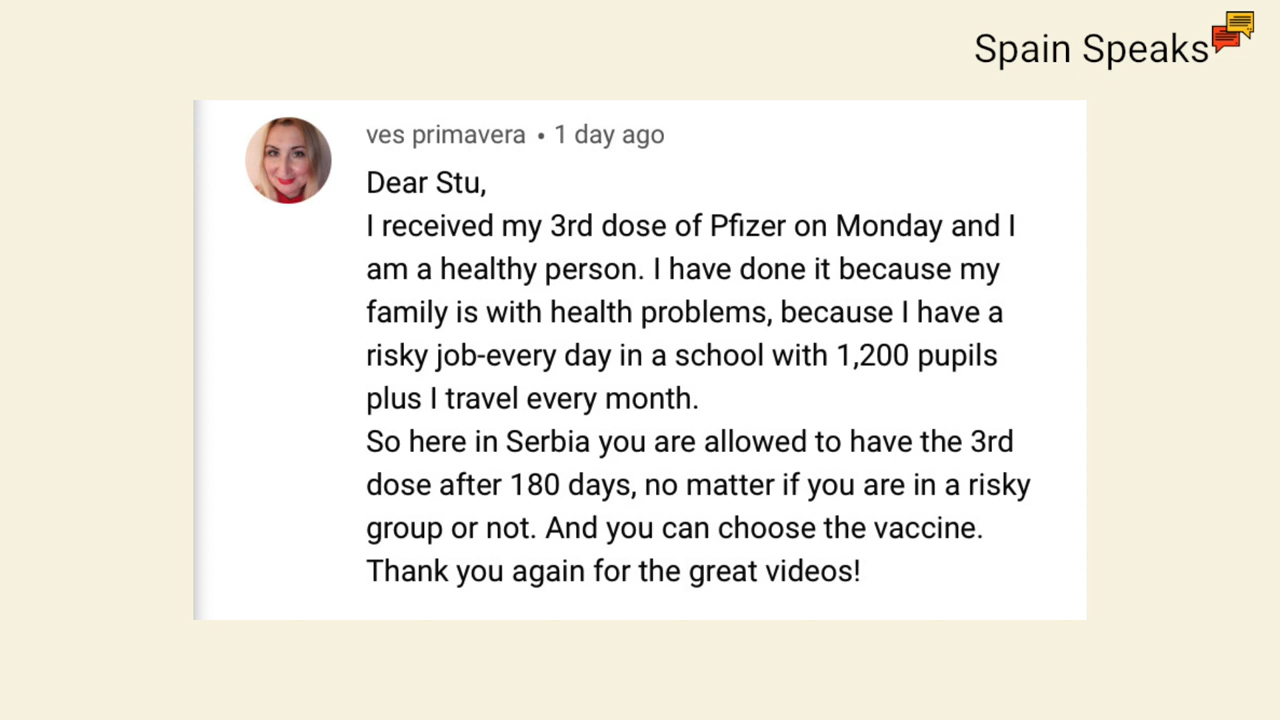 Spain Speaks
ves primavera • 1 day ago
Dear Stu,
I received my 3rd dose of Pfizer on Monday and I
am a healthy person. I have done it because my
family is with health problems, because I have a
risky job-every day in a school with 1,200 pupils
plus I travel every month.
So here in Serbia you are allowed to have the 3rd
dose after 180 days, no matter if you are in a risky
group or not. And you can choose the vaccine.
Thank you again for the great videos!